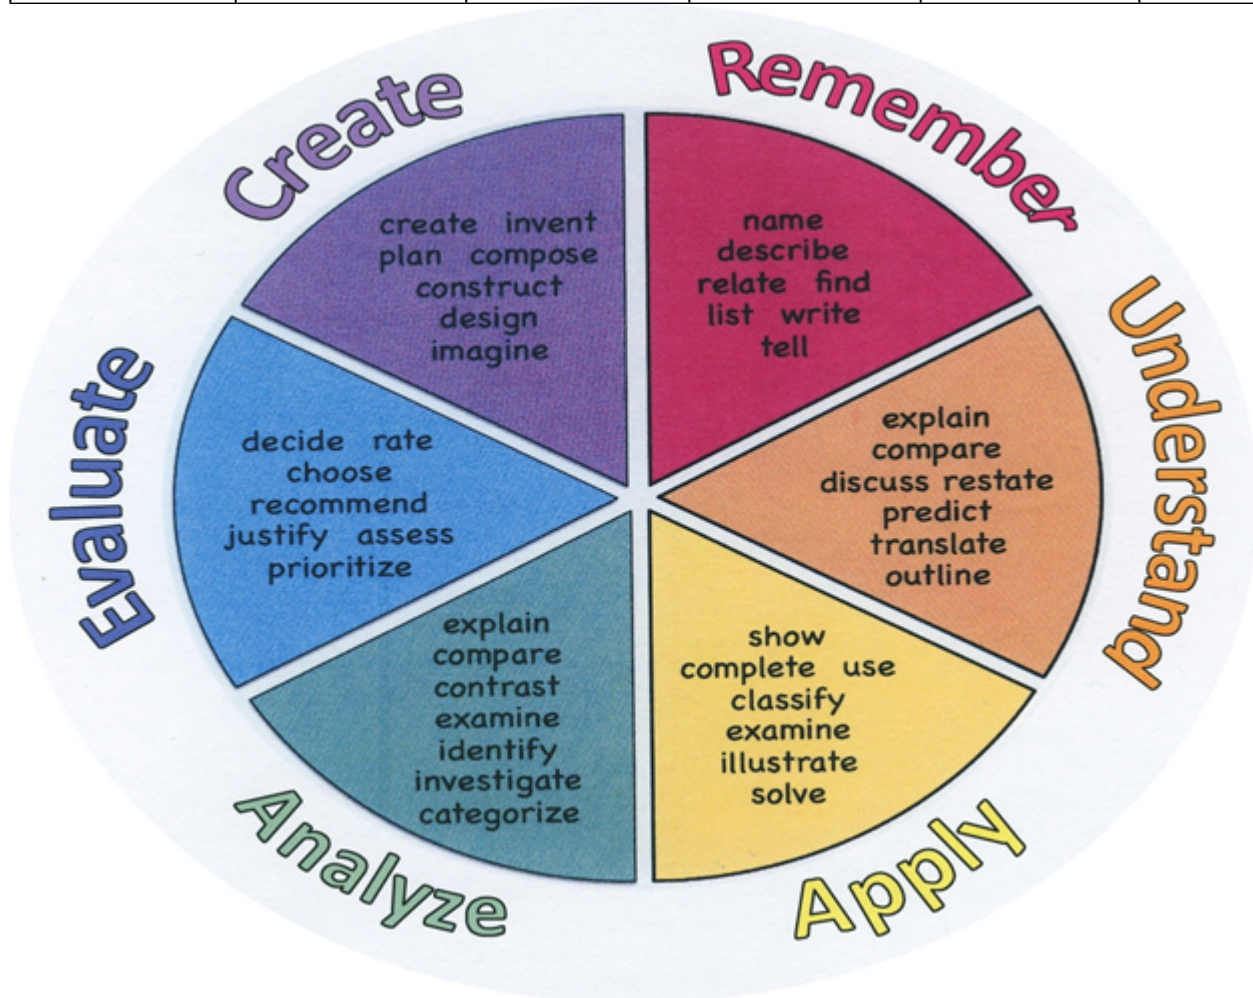 Remember
name
describe
relate find
list write
tell
Understand
explain
compare
discuss restate
predict
translate
outline
Apply
show
complete use
classify
examine
illustrate
solve
Analyze
explain
compare
contrast
examine
identify
investigate
categorize
Evaluate
decide rate
choose
recommend
justify assess
prioritize
Create
create invent
plan compose
construct
design
imagine